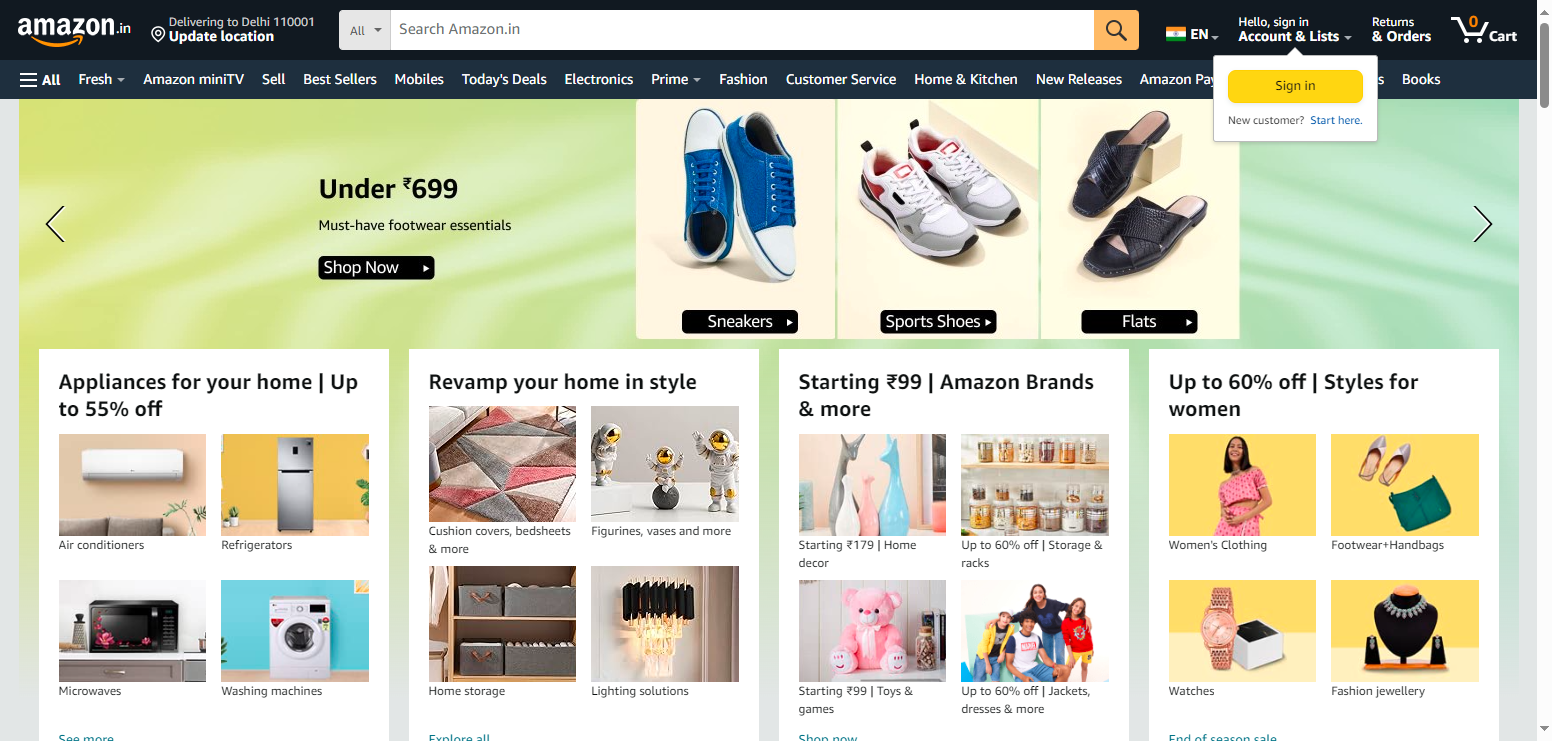 amazon.in
Delivering to Delhi 110001
Update location
All
Search Amazon.in
EN
Hello, sign in
Account & Lists
Returns
& Orders
0
Cart
All
Fresh
Amazon miniTV
Sell
Best Sellers
Mobiles
Today's Deals
Electronics
Prime
Fashion
Customer Service
Home & Kitchen
New Releases
Amazon Pay
s
Books
Sign in
New customer? Start here.
Under ₹699
Must-have footwear essentials
Shop Now
Sneakers
Sports Shoes
Flats
Appliances for your home | Up
to 55% off
Air conditioners
Refrigerators
Microwaves
Washing machines
See more
Revamp your home in style
Cushion covers, bedsheets
& more
Figurines, vases and more
Home storage
Lighting solutions
Explore all
Starting ₹99 | Amazon Brands
& more
Starting ₹179 | Home
decor
Up to 60% off | Storage &
racks
Starting ₹99 | Toys &
games
Up to 60% off | Jackets,
dresses & more
Shop now
Up to 60% off | Styles for
women
Women's Clothing
Footwear+Handbags
Watches
Fashion jewellery
End of season sale